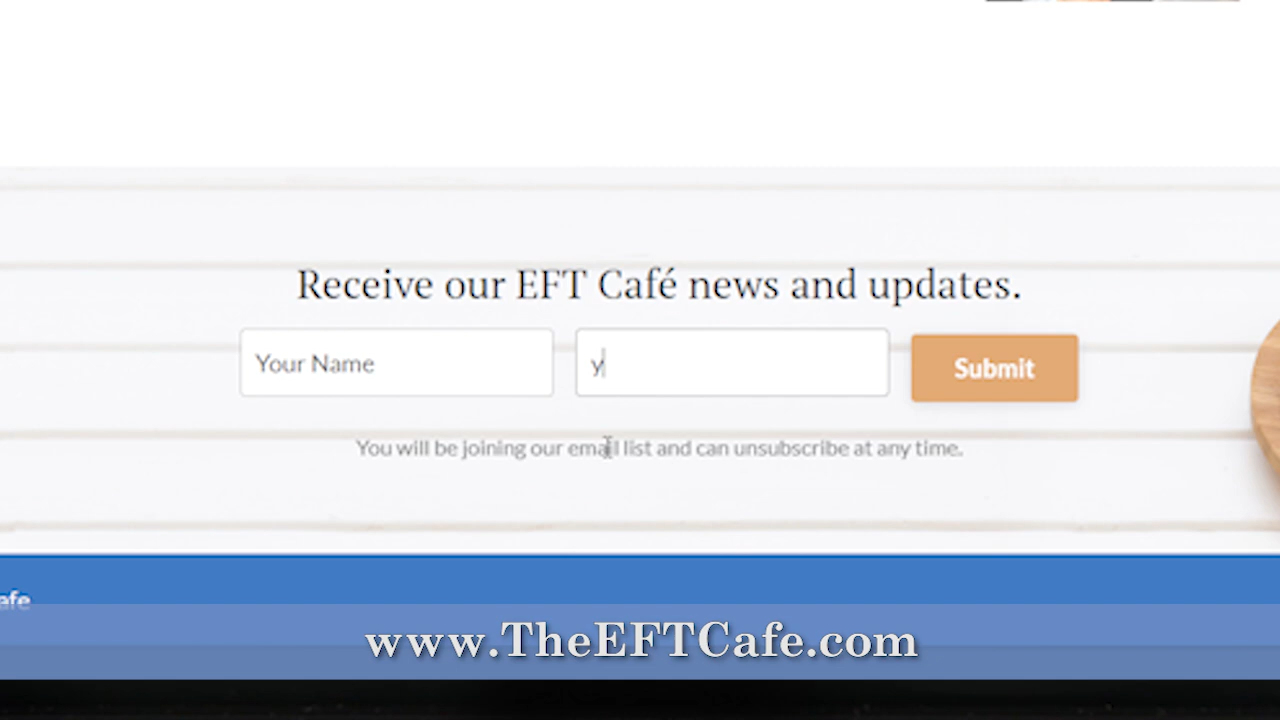 Receive our EFT Café news and updates.
Your Name
y
Submit
You will be joining our email list and can unsubscribe at any time.
afe
www.TheEFTCafe.com